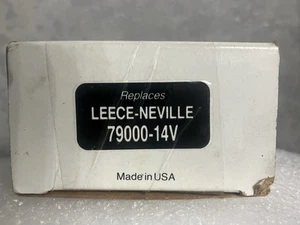 Replaces
LEECE-NEVILLE
79000-14V
Made in USA